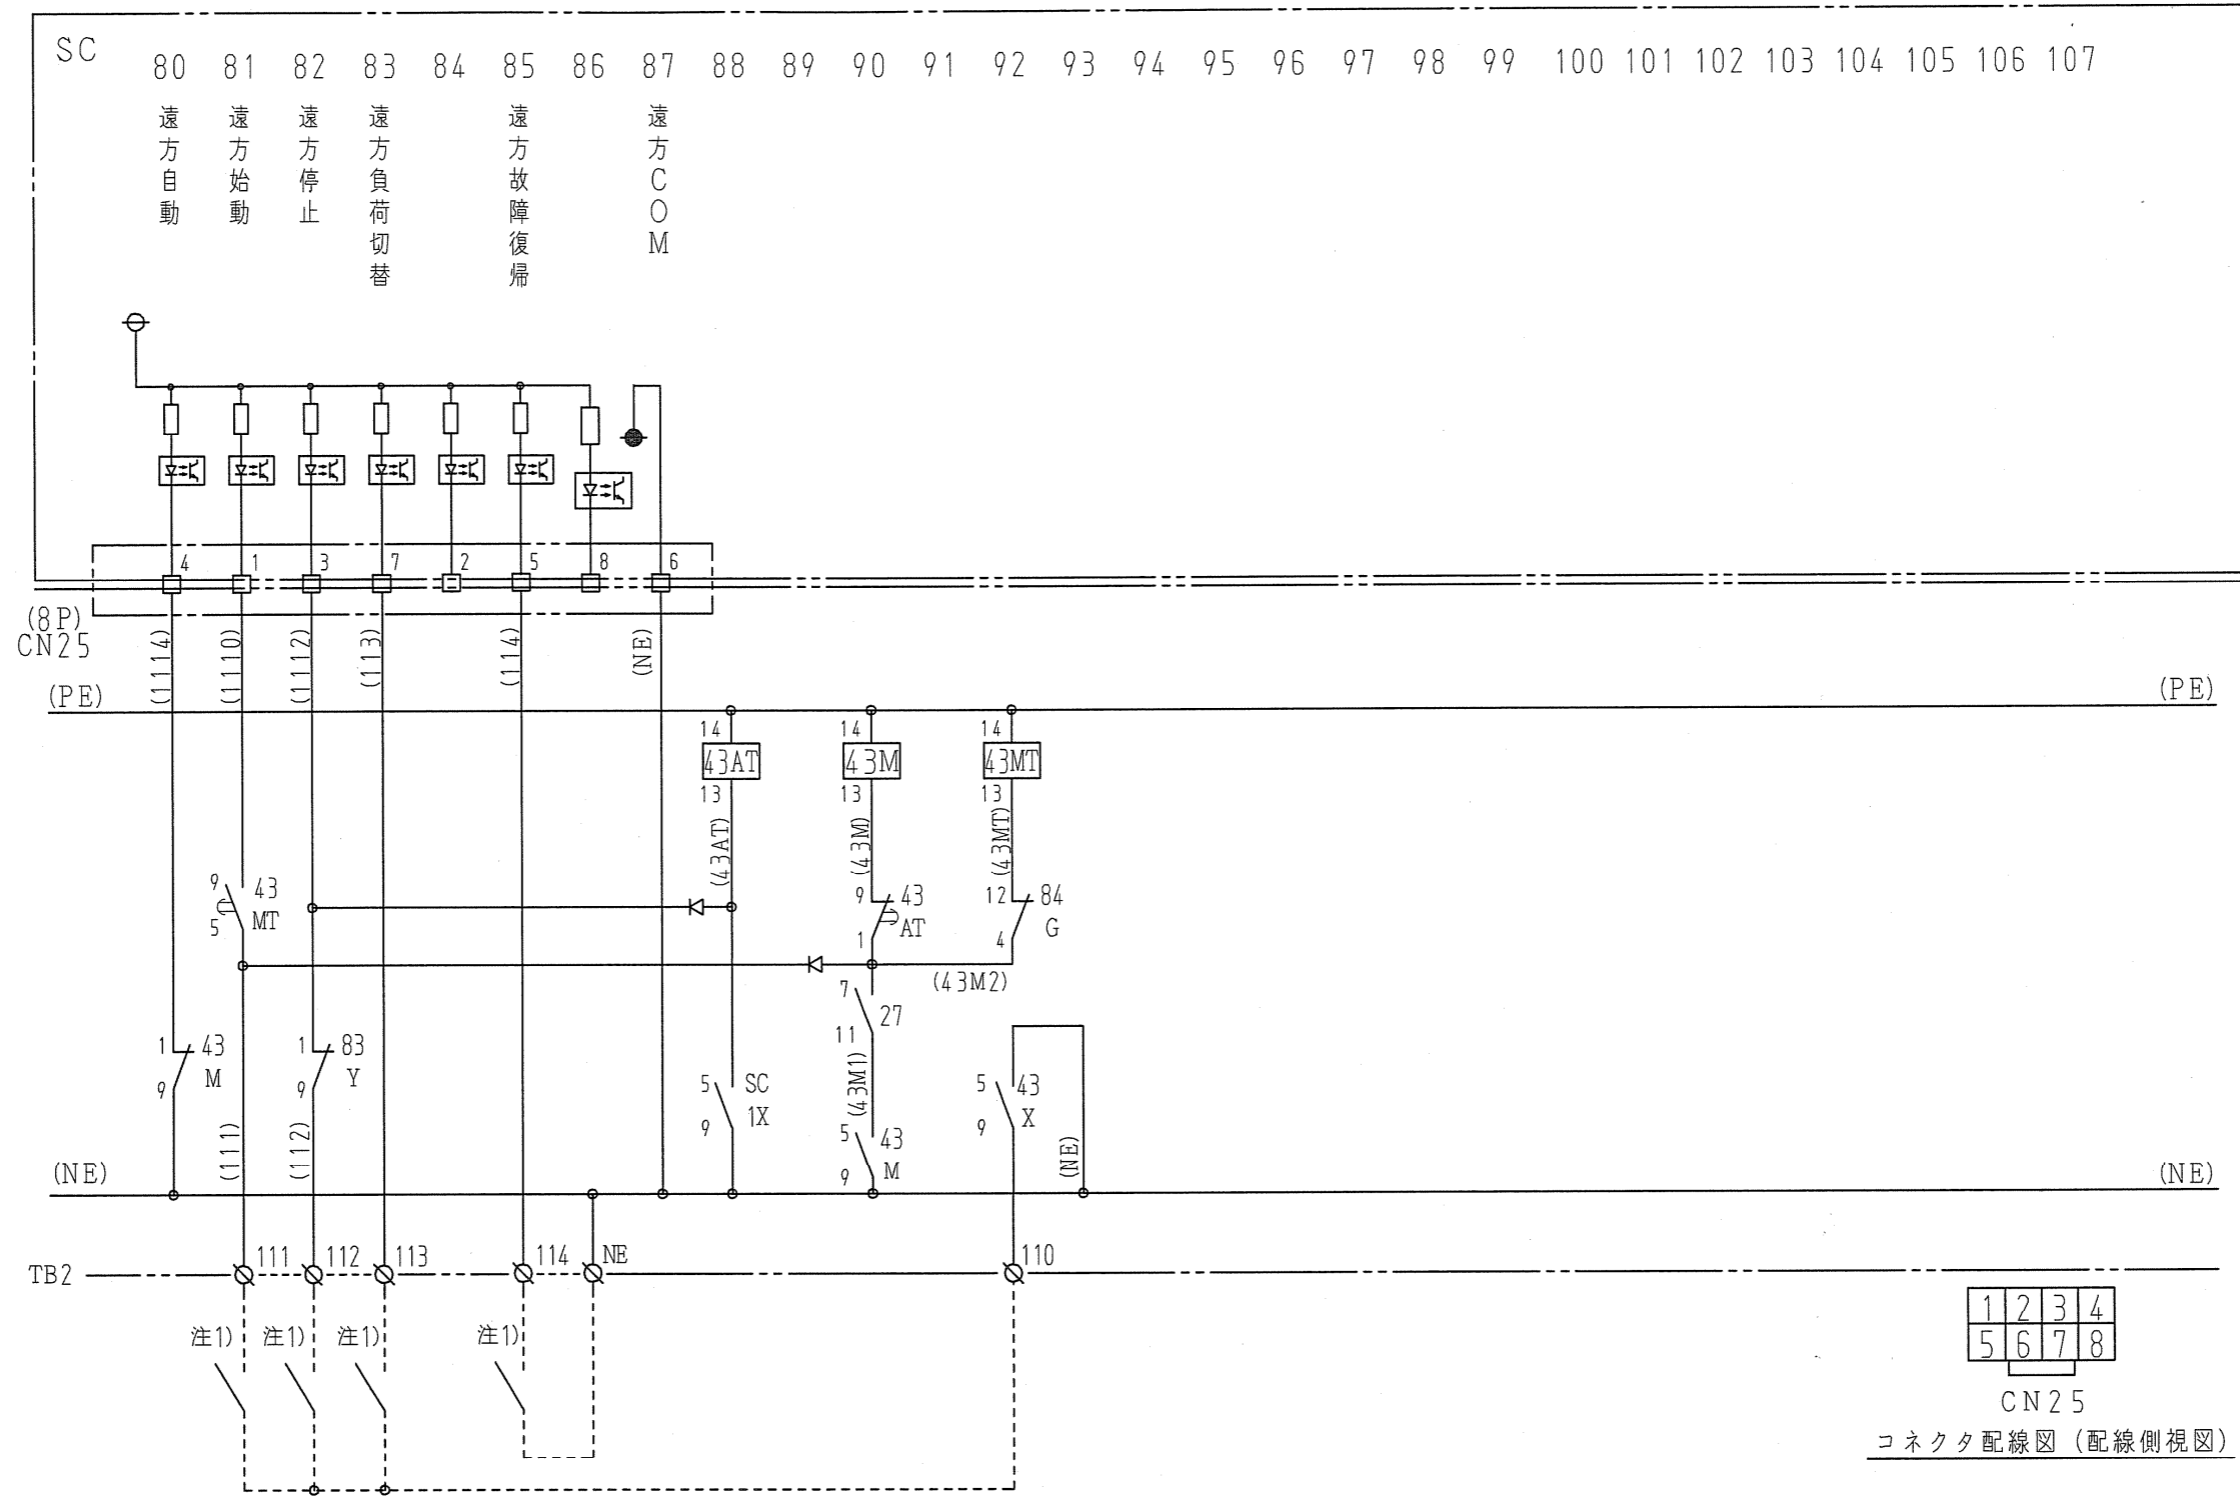 SC
80 81 82 83 84 85 86 87 88 89 90 91 92 93 94 95 96 97 98 99 100 101 102 103 104 105 106 107
遠方自動
遠方始動
遠方停止
遠方負荷切替
遠方故障復帰
遠方COM
4 1 3 7 2 5 8 6
(8P)
CN25
(1114)
(1110)
(1112)
(113)
(114)
(NE)
(PE)
(PE)
14 14 14
43AT 43M 43MT
13 13 13
(43AT)
(43M)
(43MT)
9 43
5 MT
9 43
1 AT
12 84
4 G
(43M2)
7 27
11
(43M1)
1 43
9 M
1 83
9 Y
5 SC
9 1X
5 43
9 M
5 43
9 X
(111)
(112)
(NE)
(NE)
(NE)
TB2
111 112 113 114 NE 110
注1) 注1) 注1) 注1)
1 2 3 4
5 6 7 8
CN25
コネクタ配線図(配線側視図)